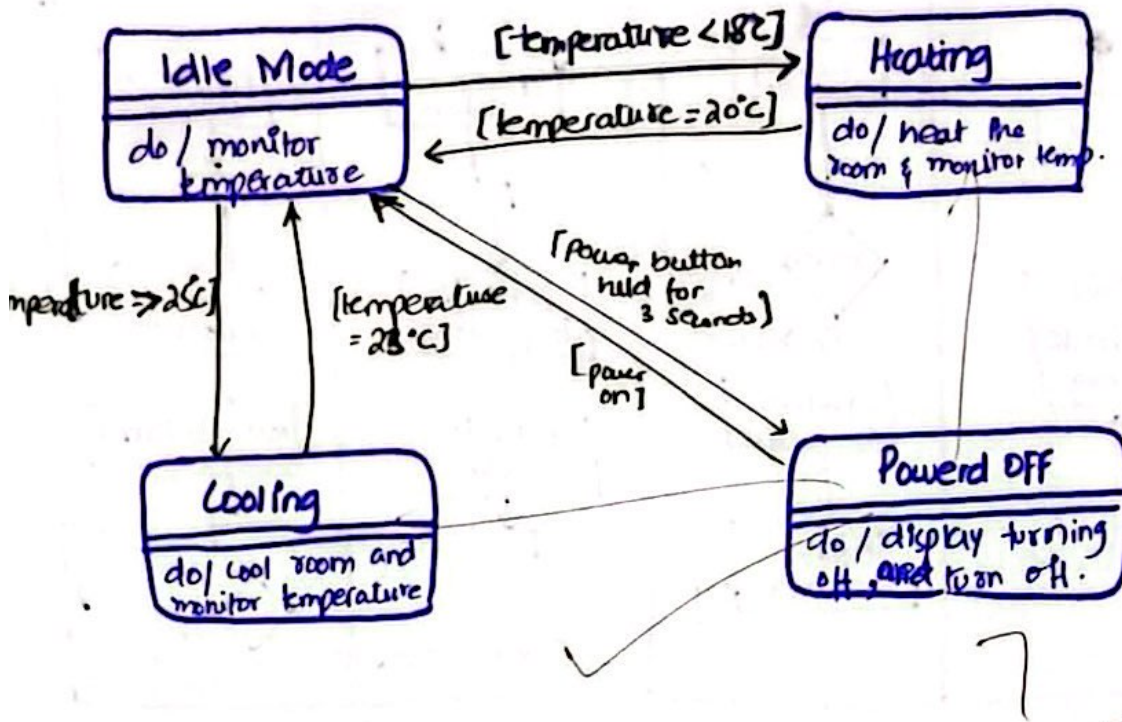 Idle Mode
do / monitor
temperature
[temperature <18℃]
[temperature = 20°C]
Heating
do / heat the
room & monitor temp.
[temperature
= 23°C]
[Power button
held for
3 seconds]
[power
on]
Cooling
do/ cool room and
monitor temperature
Powerd OFF
do / display turning
off, and turn off.
7